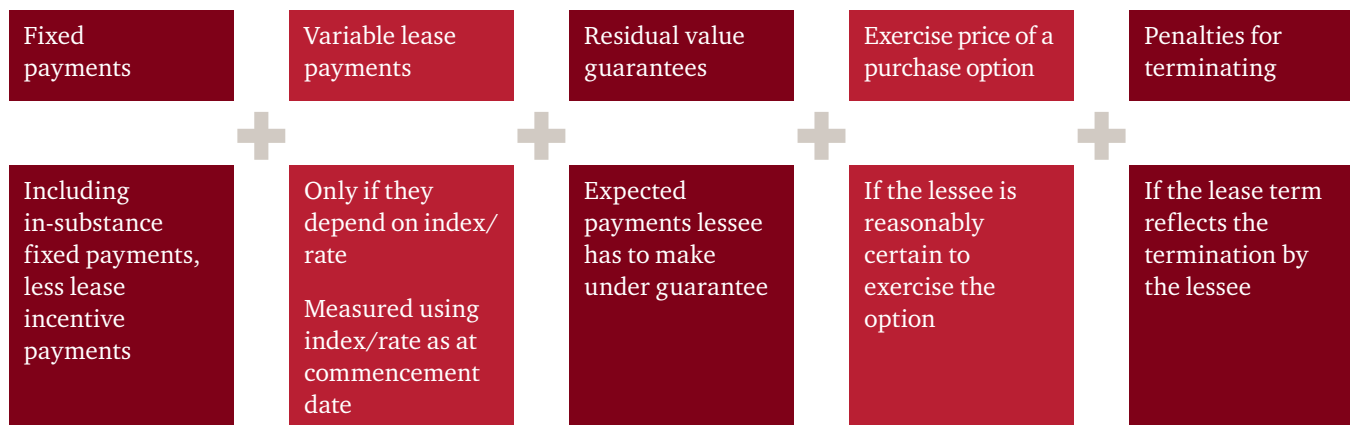 Fixed
payments
Variable lease
payments
Residual value
guarantees
Exercise price of a
purchase option
Penalties for
terminating
Including
in-substance
fixed payments,
less lease
incentive
payments
Only if they
depend on index/
rate
Measured using
index/rate as at
commencement
date
Expected
payments lessee
has to make
under guarantee
If the lessee is
reasonably
certain to
exercise the
option
If the lease term
reflects the
termination by
the lessee